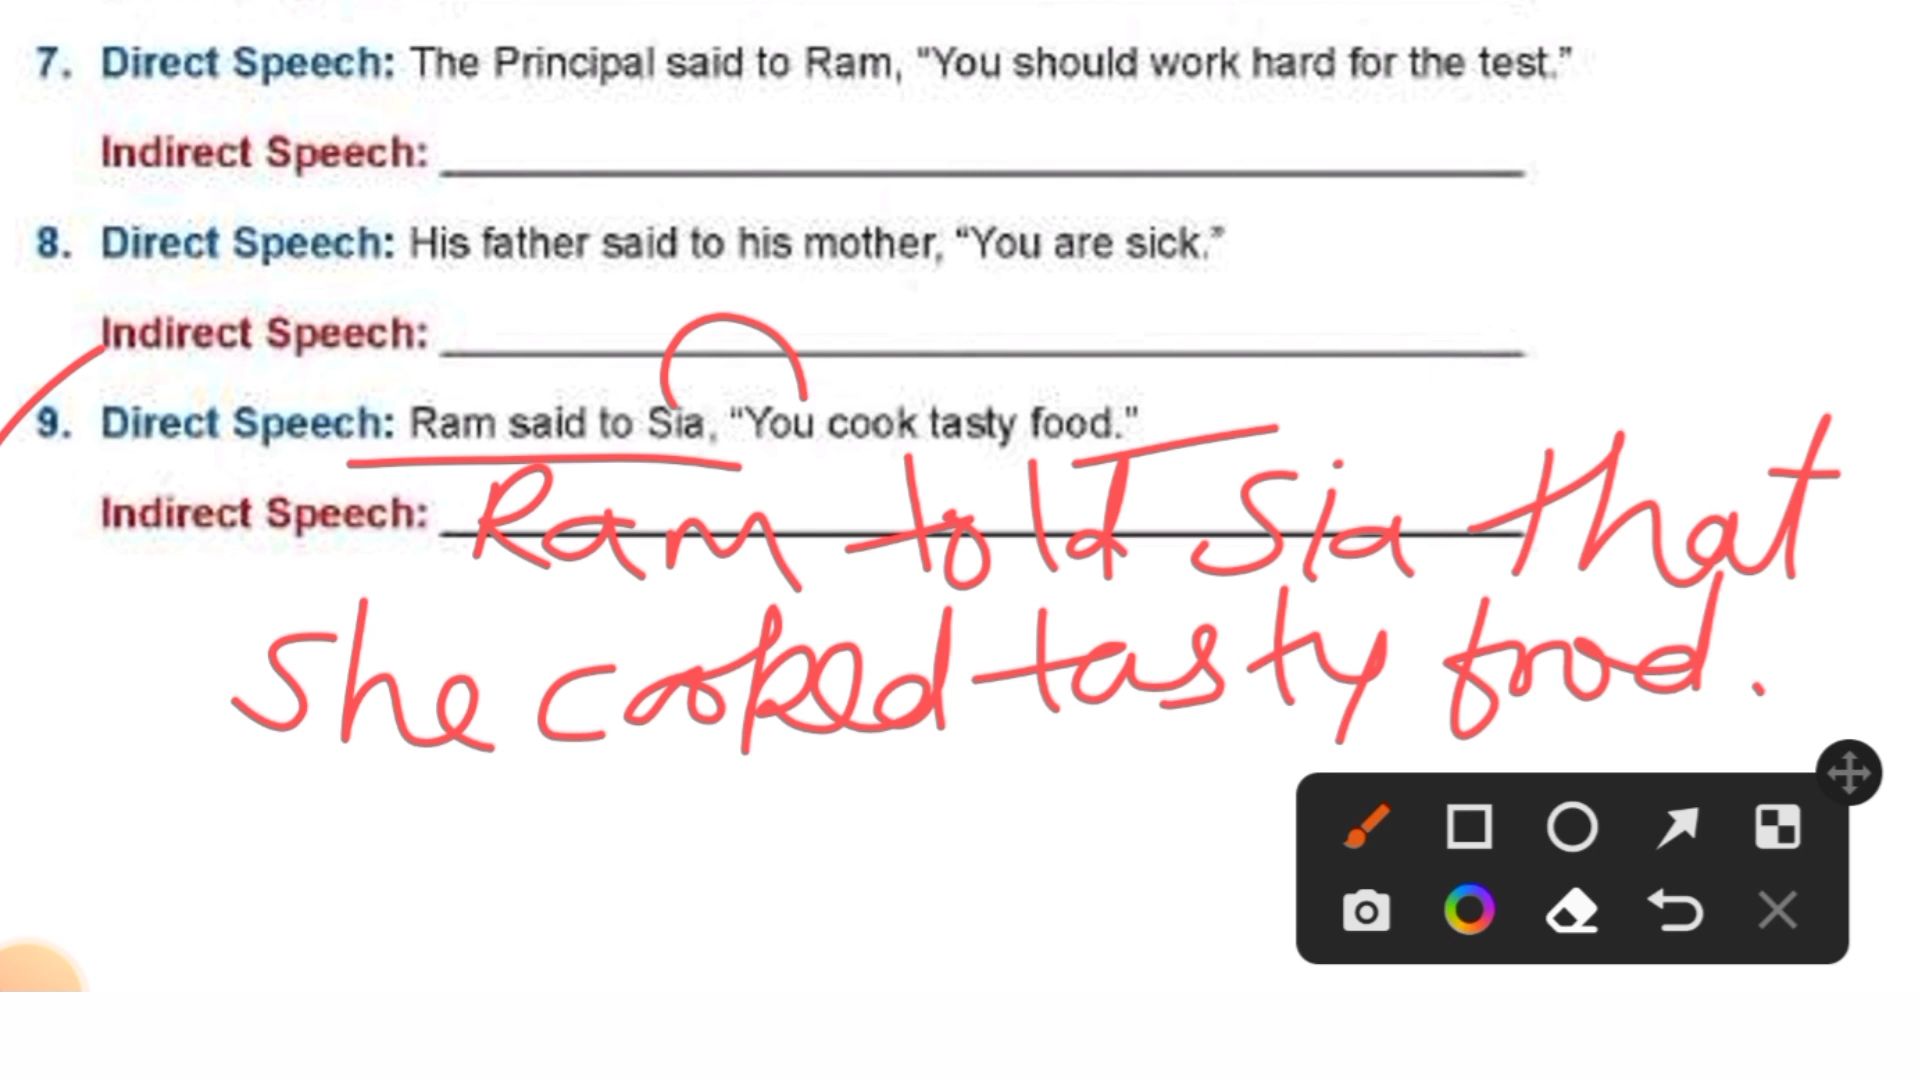 7. Direct Speech: The Principal said to Ram, “You should work hard for the test.”
Indirect Speech:
8. Direct Speech: His father said to his mother, “You are sick.”
Indirect Speech:
9. Direct Speech: Ram said to Sia, “You cook tasty food.”
Indirect Speech: Ram told Sia that
she cooked tasty food.